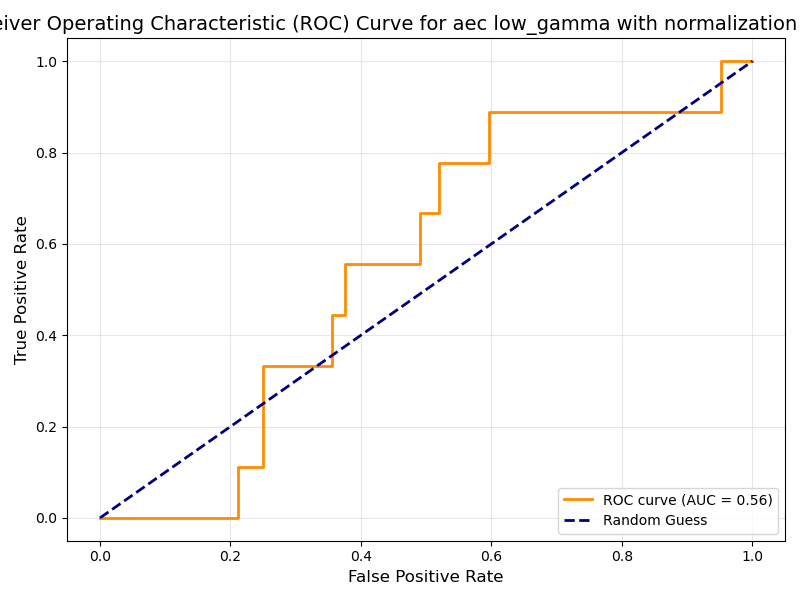 eiver Operating Characteristic (ROC) Curve for aec low_gamma with normalization
1.0
0.8
0.6
0.4
0.2
0.0
True Positive Rate
0.0 0.2 0.4 0.6 0.8 1.0
False Positive Rate
ROC curve (AUC = 0.56)
Random Guess